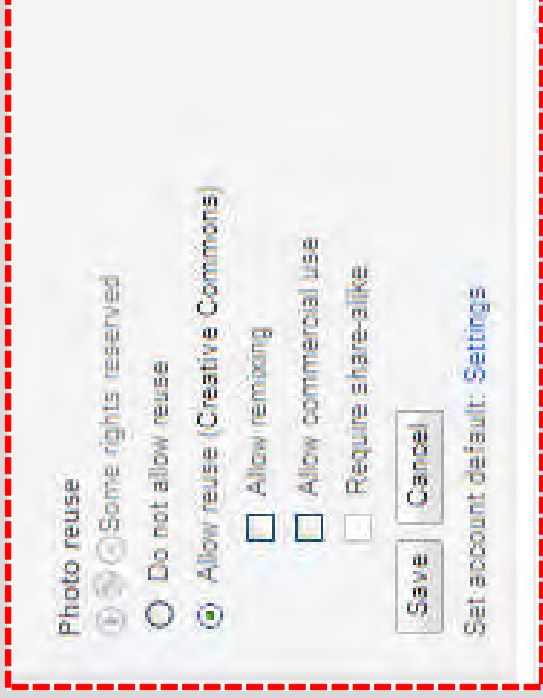 Photo reuse
Some rights reserved
Do not allow reuse
Allow reuse (Creative Commons)
Allow remixing
Allow commercial use
Require share-alike
Save Cancel
Set account default: Settings